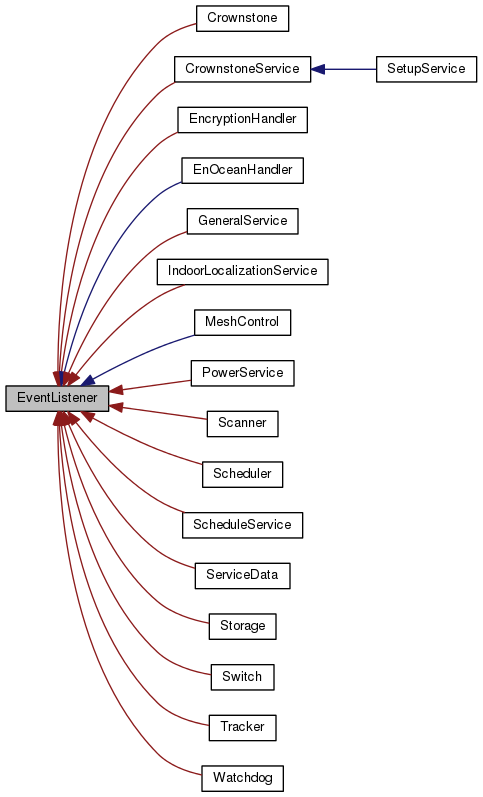 Crownstone
CrownstoneService
SetupService
EncryptionHandler
EnOceanHandler
GeneralService
IndoorLocalizationService
MeshControl
PowerService
EventListener
Scanner
Scheduler
ScheduleService
ServiceData
Storage
Switch
Tracker
Watchdog